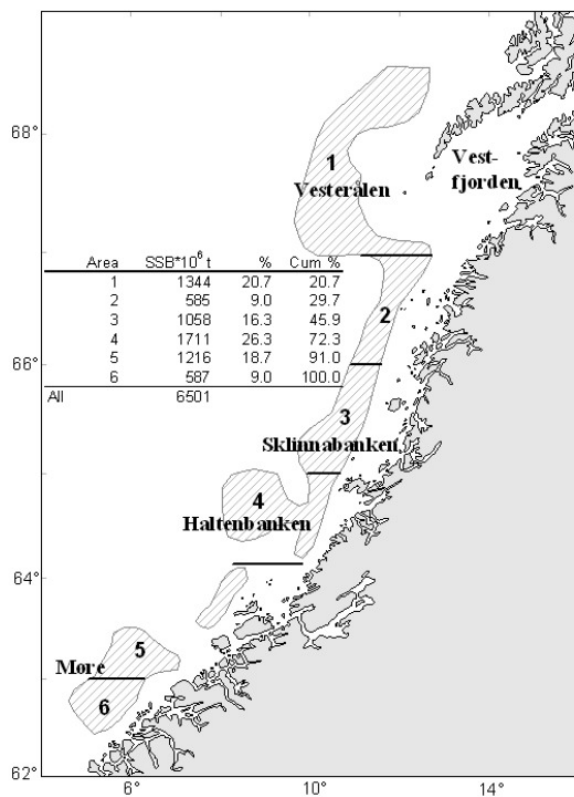 68°
1
Vesterålen
Vest-
fjorden
Area SSB*10⁶ t % Cum %
1 1344 20.7 20.7
2 585 9.0 29.7
3 1058 16.3 45.9
4 1711 26.3 72.3
5 1216 18.7 91.0
6 587 9.0 100.0
All 6501
2
66°
3
Sklinnabanken
4
Haltenbanken
64°
5
Møre
6
62°
6° 10° 14°